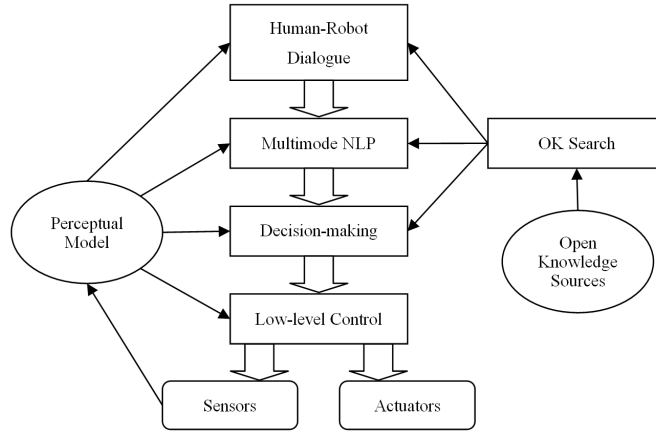 Human-Robot
Dialogue
Multimode NLP
OK Search
Perceptual
Model
Decision-making
Open
Knowledge
Sources
Low-level Control
Sensors
Actuators